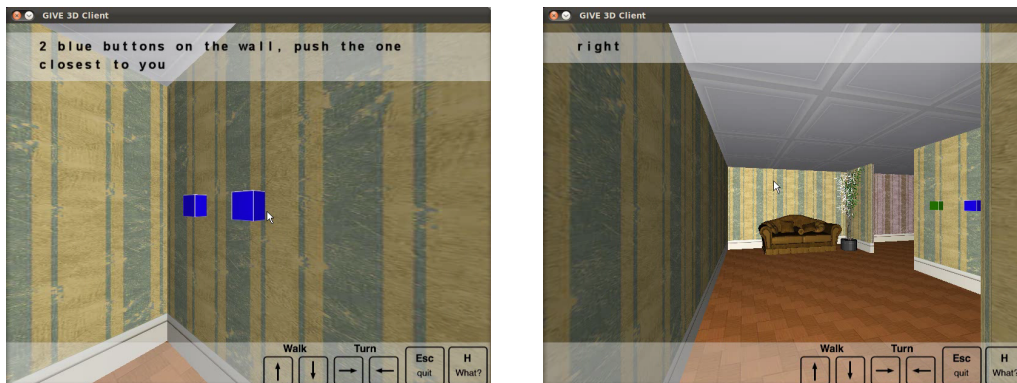 GIVE 3D Client
2 blue buttons on the wall, push the one
closest to you
Walk Turn
Esc
quit
H
What?
GIVE 3D Client
right
Walk Turn
Esc
quit
H
What?